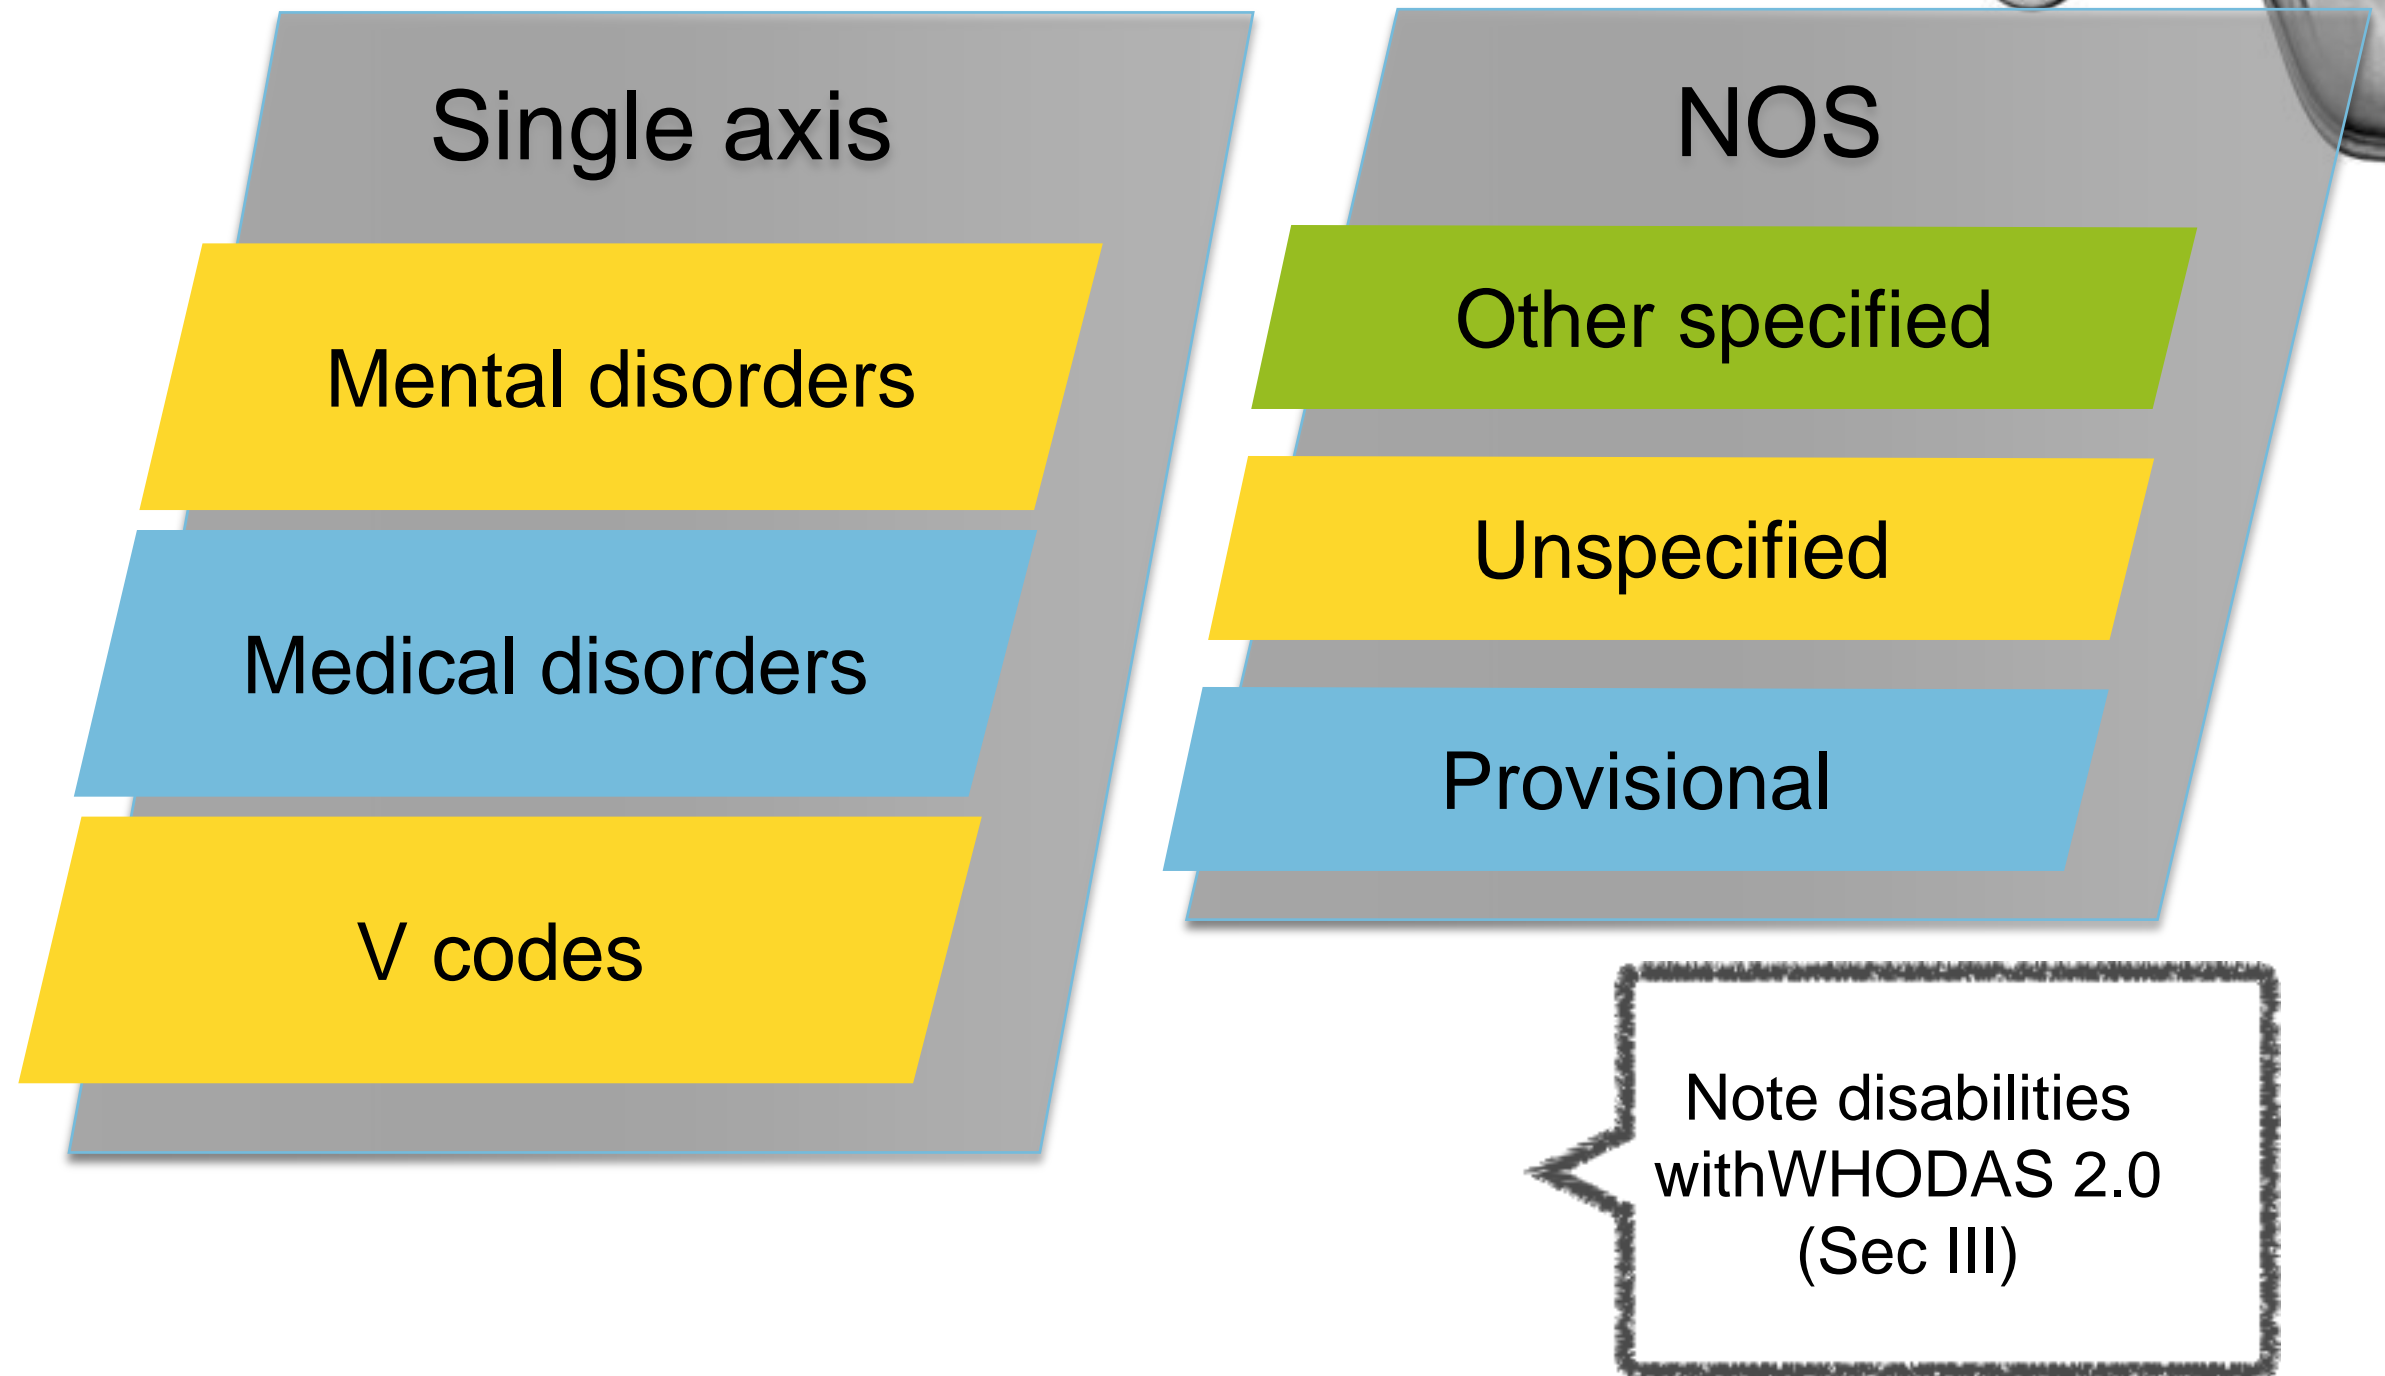 Single axis
Mental disorders
Medical disorders
V codes
NOS
Other specified
Unspecified
Provisional
Note disabilities
withWHODAS 2.0
(Sec III)